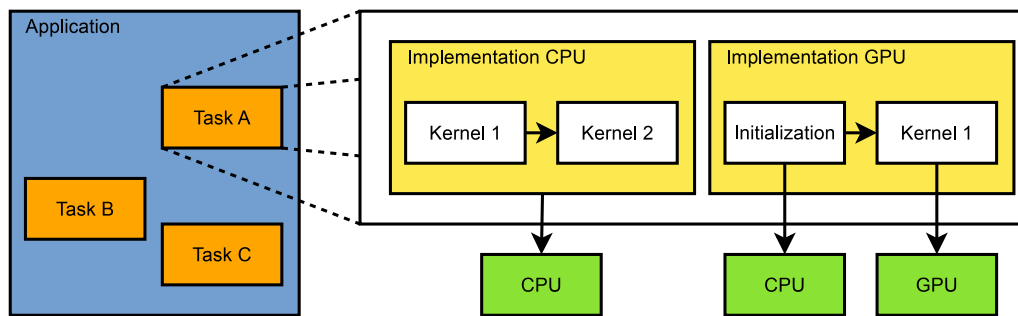 Application
Task A
Task B
Task C
Implementation CPU
Kernel 1
Kernel 2
Implementation GPU
Initialization
Kernel 1
CPU
CPU
GPU